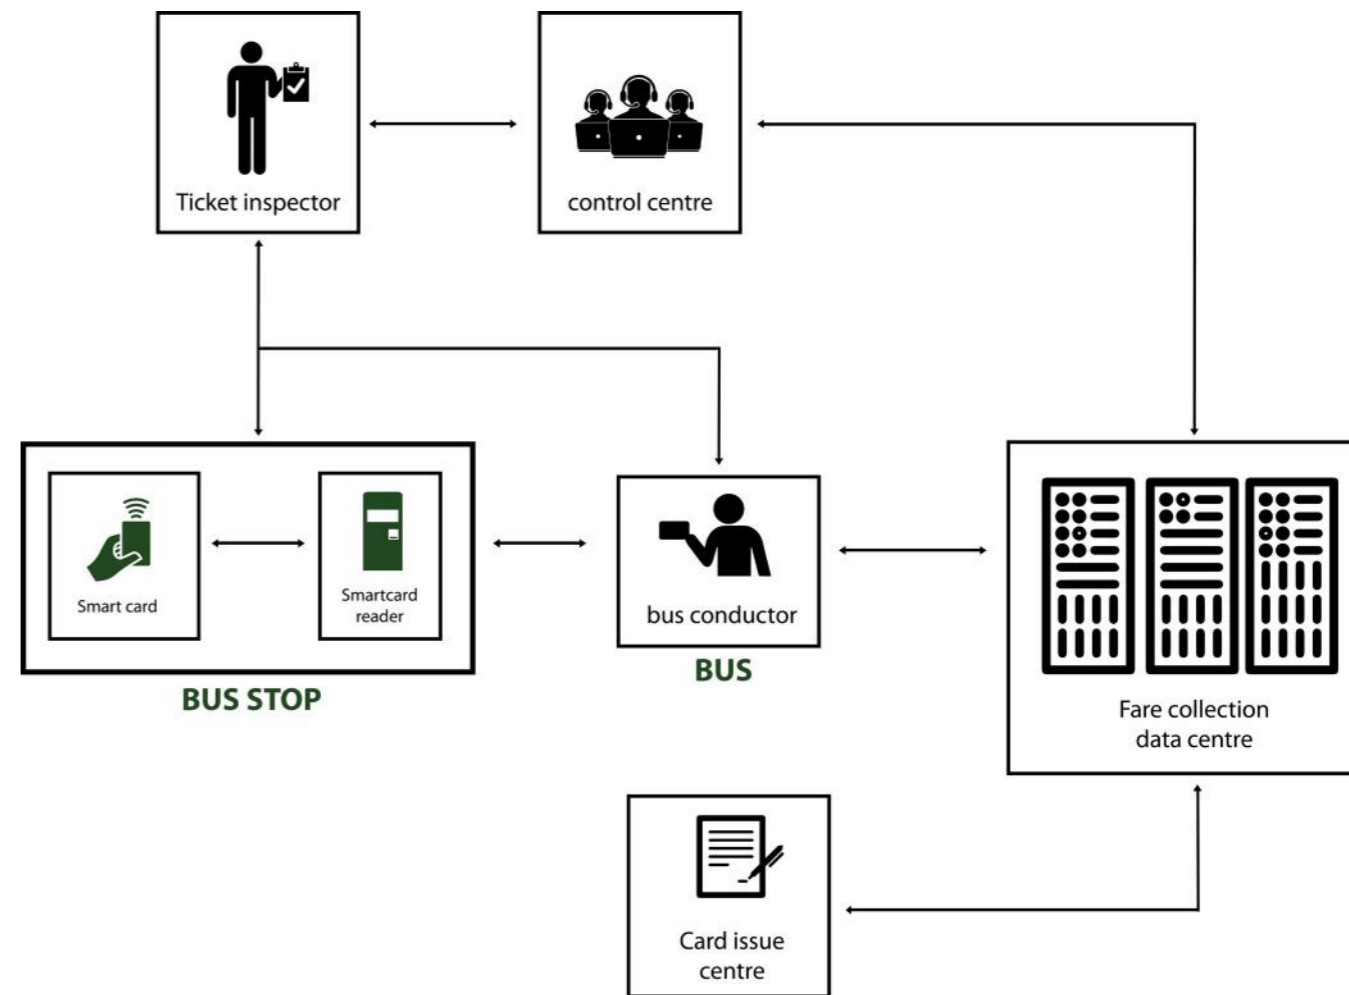 Ticket inspector
control centre
Smart card
Smartcard
reader
BUS STOP
bus conductor
BUS
Fare collection
data centre
Card issue
centre